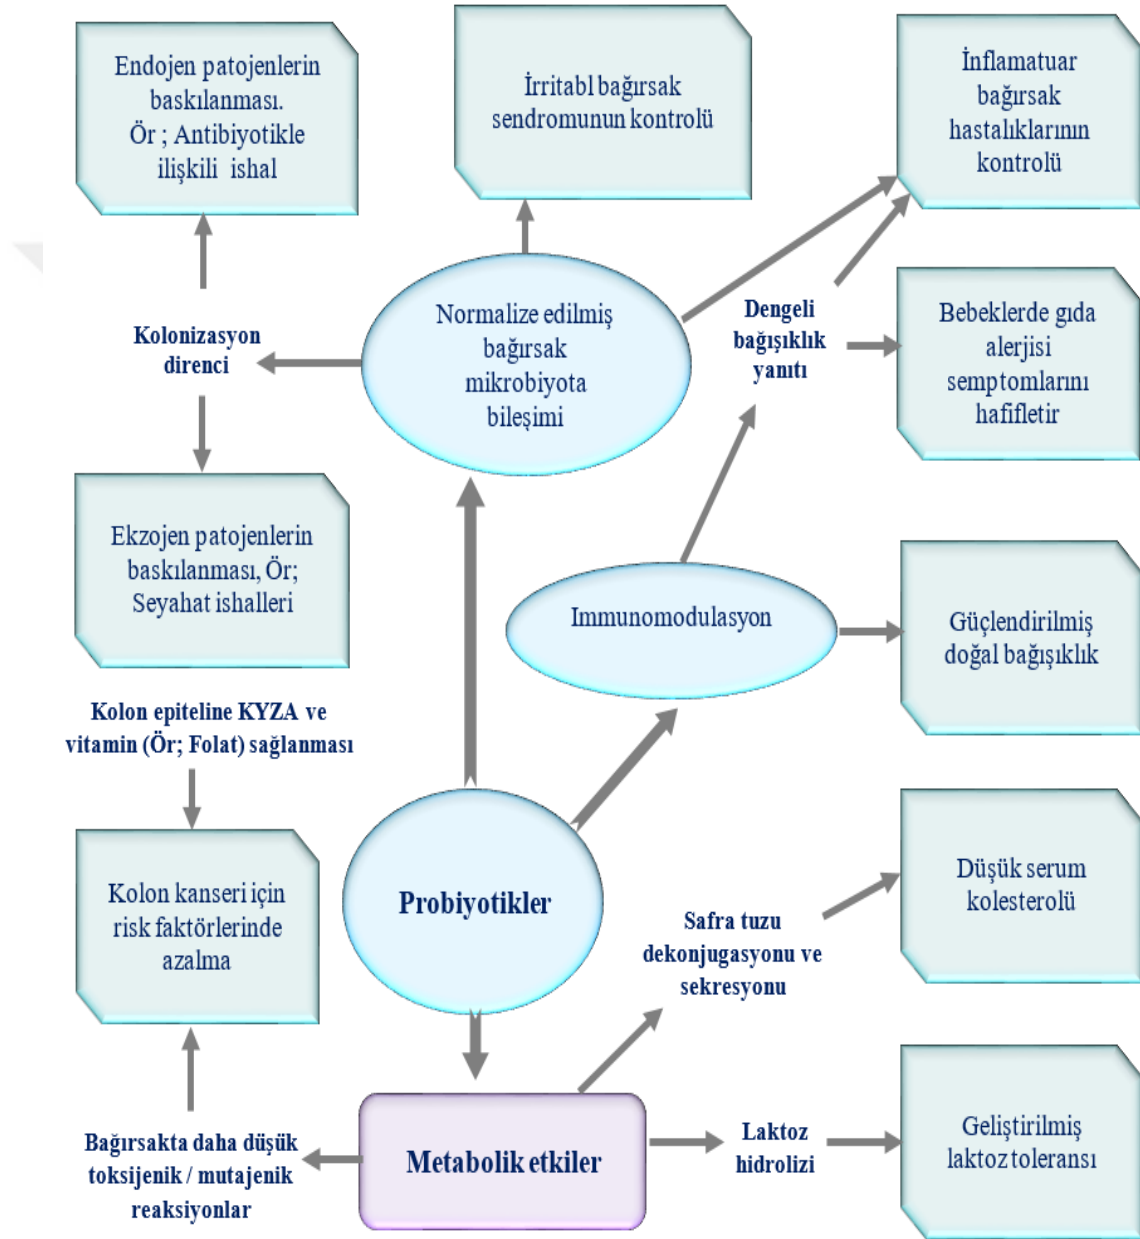 Endojen patojenlerin
baskılanması.
Ör ; Antibiyotikle
ilişkili ishal
İrritabl bağırsak
sendromunun kontrolü
İnflamatuar
bağırsak
hastalıklarının
kontrolü
Kolonizasyon
direnci
Normalize edilmiş
bağırsak
mikrobiyota
bileşimi
Dengeli
bağışıklık
yanıtı
Bebeklerde gıda
alerjisi
semptomlarını
hafifletir
Ekzojen patojenlerin
baskılanması, Ör;
Seyahat ishalleri
Immunomodulasyon
Güçlendirilmiş
doğal bağışıklık
Kolon epiteline KYZA ve
vitamin (Ör; Folat) sağlanması
Kolon kanseri için
risk faktörlerinde
azalma
Probiyotikler
Safra tuzu
dekonjugasyonu ve
sekresyonu
Düşük serum
kolesterolü
Bağırsakta daha düşük
toksijenik / mutajenik
reaksiyonlar
Metabolik etkiler
Laktoz
hidrolizi
Geliştirilmiş
laktoz toleransı